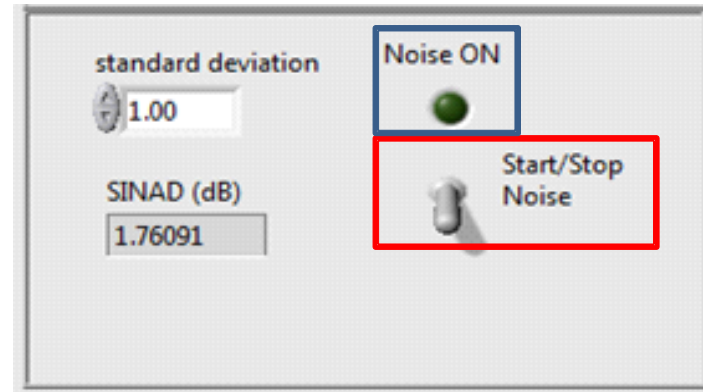 standard deviation
1.00
SINAD (dB)
1.76091
Noise ON
Start/Stop
Noise